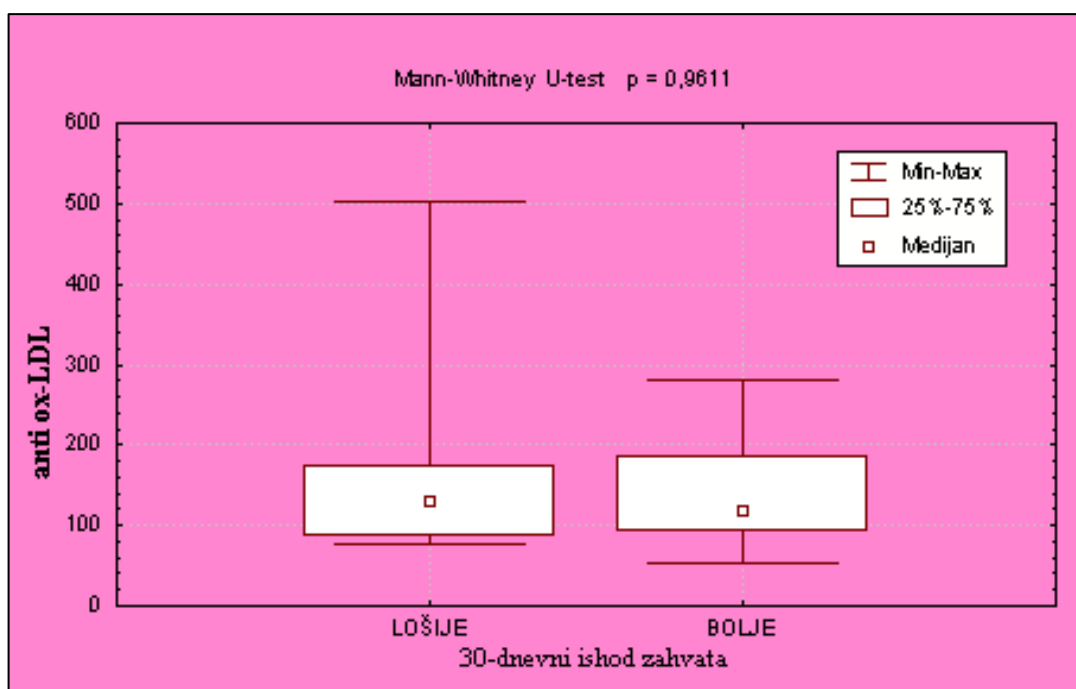 Mann-Whitney U-test p = 0,9611
600
500
400
300
200
100
0
anti ox-LDL
Min-Max
25%-75%
Medijan
LOŠIJE
BOLJE
30-dnevni ishod zahvata